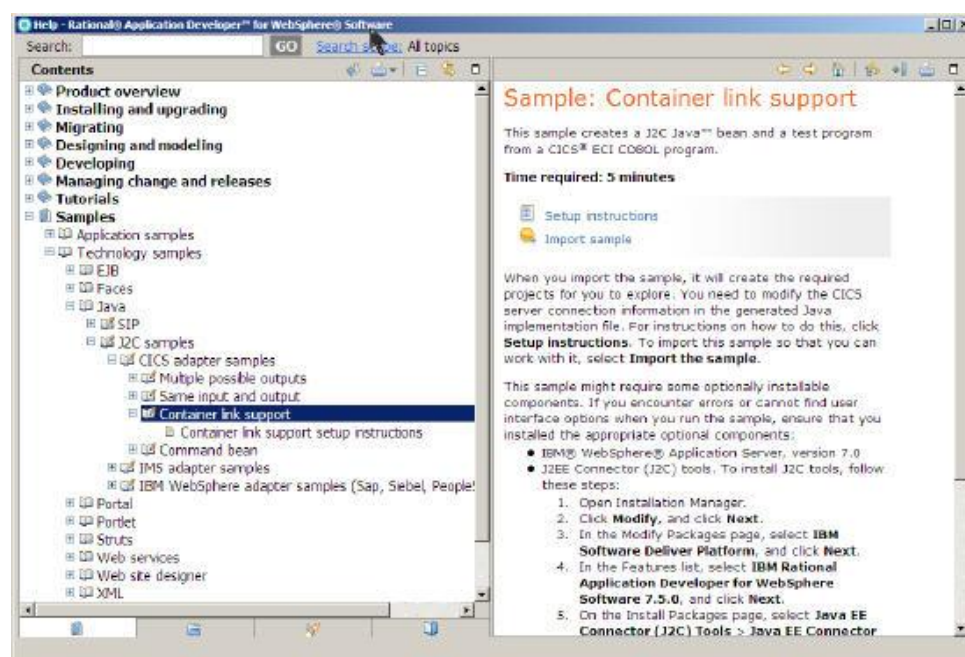 Help - Rational® Application Developer™ for WebSphere® Software
Search:
GO
Search scope: All topics
Contents
Product overview
Installing and upgrading
Migrating
Designing and modeling
Developing
Managing change and releases
Tutorials
Samples
Application samples
Technology samples
EJB
Faces
Java
SIP
J2C samples
CICS adapter samples
Multiple possible outputs
Same input and output
Container link support
Container link support setup instructions
Command bean
IMS adapter samples
IBM WebSphere adapter samples (Sap, Siebel, People
Portal
Portlet
Struts
Web services
Web site designer
XML
Sample: Container link support
This sample creates a J2C Java™ bean and a test program
from a CICS® ECI COBOL program.
Time required: 5 minutes
Setup instructions
Import sample
When you import the sample, it will create the required
projects for you to explore. You need to modify the CICS
server connection information in the generated Java
implementation file. For instructions on how to do this, click
Setup instructions. To import this sample so that you can
work with it, select Import the sample.
This sample might require some optionally installable
components. If you encounter errors or cannot find user
interface options when you run the sample, ensure that you
installed the appropriate optional components:
● IBM® WebSphere® Application Server, version 7.0
● J2EE Connector (J2C) tools. To install J2C tools, follow
these steps:
1. Open Installation Manager.
2. Click Modify, and click Next.
3. In the Modify Packages page, select IBM
Software Deliver Platform, and click Next.
4. In the Features list, select IBM Rational
Application Developer for WebSphere
Software 7.5.0, and click Next.
5. On the Install Packages page, select Java EE
Connector (J2C) Tools > Java EE Connector